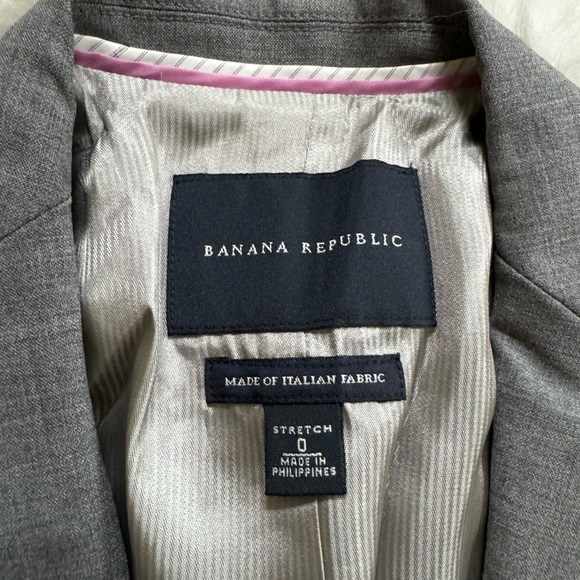 BANANA REPUBLIC
MADE OF ITALIAN FABRIC
STRETCH
0
MADE IN
PHILIPPINES